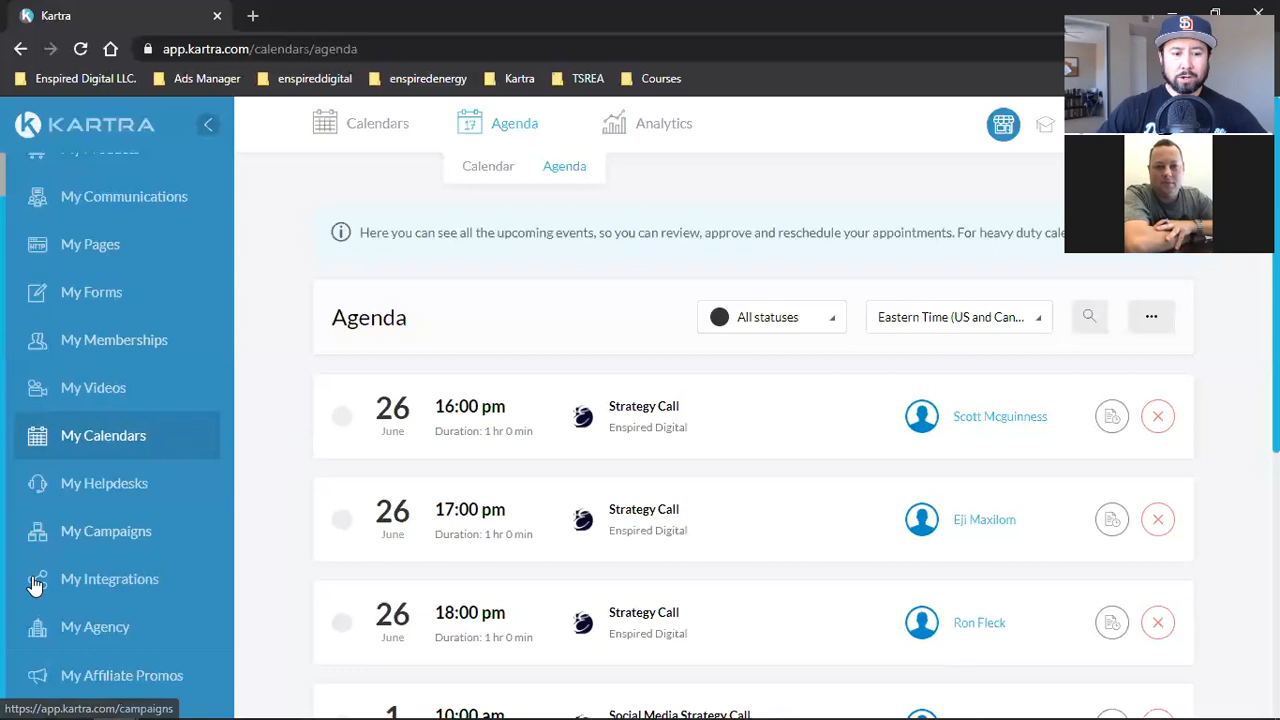 Kartra
app.kartra.com/calendars/agenda
Enspired Digital LLC.
Ads Manager
enspireddigital
enspiredenergy
Kartra
TSREA
Courses
KARTRA
My Communications
My Pages
My Forms
My Memberships
My Videos
My Calendars
My Helpdesks
My Campaigns
My Integrations
My Agency
My Affiliate Promos
https://app.kartra.com/campaigns
Calendars
17
Agenda
Analytics
Calendar
Agenda
Here you can see all the upcoming events, so you can review, approve and reschedule your appointments. For heavy duty cale
Agenda
All statuses
Eastern Time (US and Can...
26
June
16:00 pm
Duration: 1 hr 0 min
Strategy Call
Enspired Digital
Scott Mcguinness
26
June
17:00 pm
Duration: 1 hr 0 min
Strategy Call
Enspired Digital
Eji Maxilom
26
June
18:00 pm
Duration: 1 hr 0 min
Strategy Call
Enspired Digital
Ron Fleck
1
10:00 am
Social Media Strategy Call